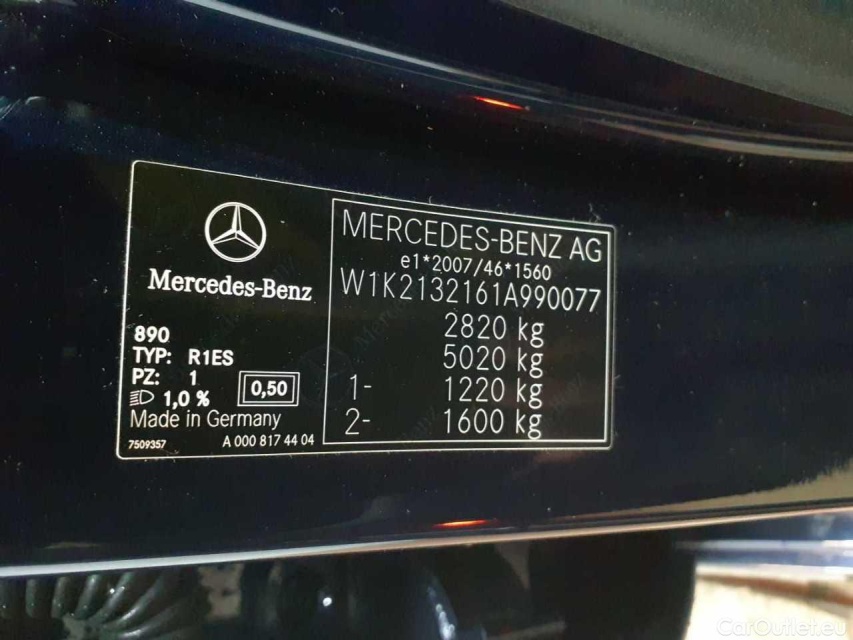 Mercedes-Benz
890
TYP: R1ES
PZ: 1
0,50
1,0 %
Made in Germany
7509357 A 000 817 44 04
MERCEDES-BENZ AG
e1*2007/46*1560
W1K2132161A990077
2820 kg
5020 kg
1- 1220 kg
2- 1600 kg
CarOutlet.eu